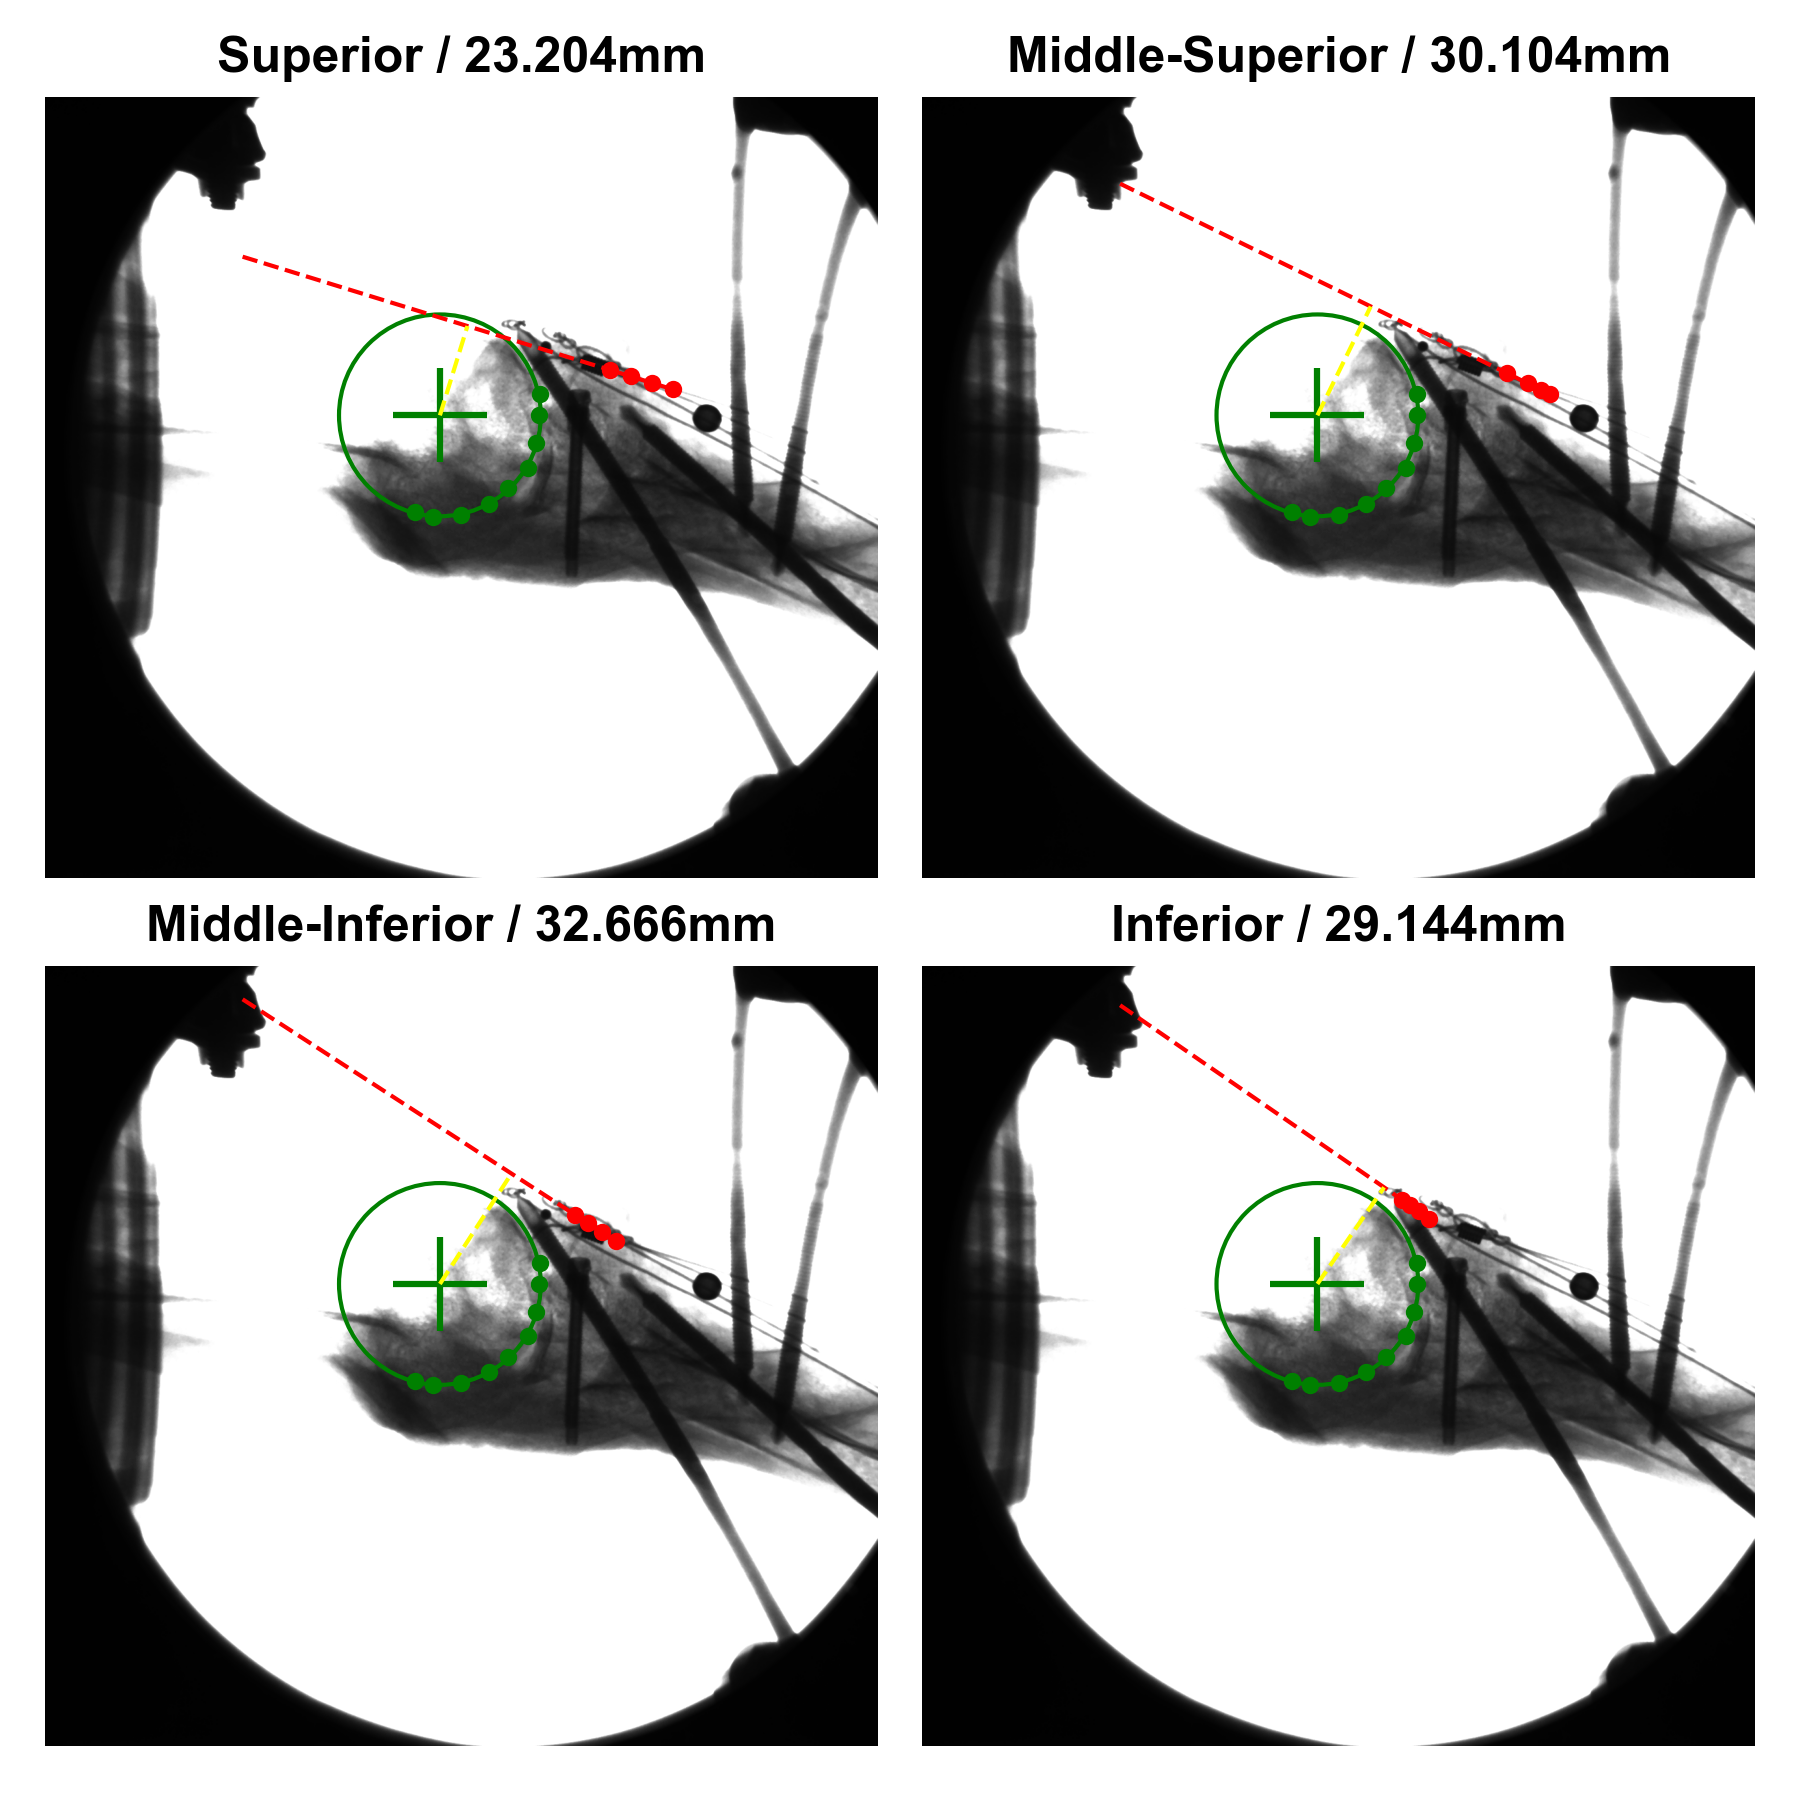 Superior / 23.204mm
Middle-Superior / 30.104mm
Middle-Inferior / 32.666mm
Inferior / 29.144mm